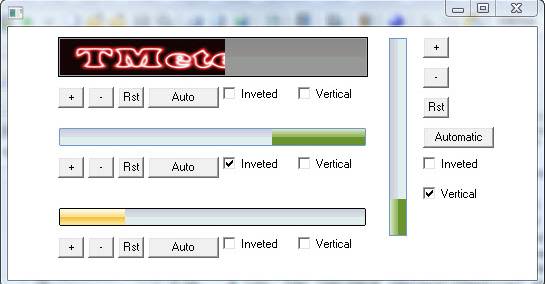 TMete
+ - Rst Auto Inveted Vertical
+ - Rst Auto Inveted Vertical
+ - Rst Auto Inveted Vertical
+
-
Rst
Automatic
Inveted
Vertical